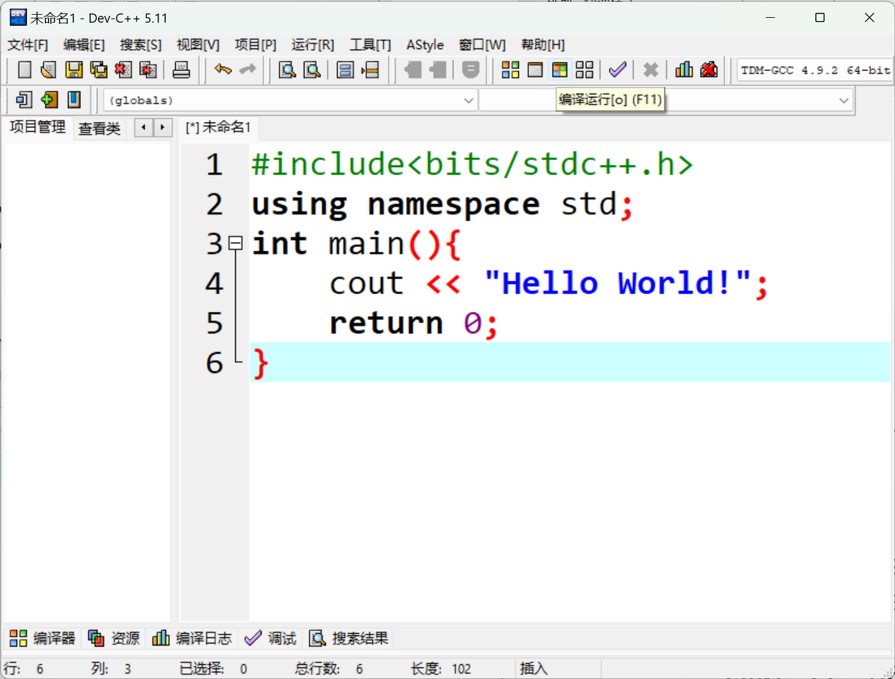 未命名1 - Dev-C++ 5.11
文件[F] 编辑[E] 搜索[S] 视图[V] 项目[P] 运行[R] 工具[T] AStyle 窗口[W] 帮助[H]
TDM-GCC 4.9.2 64-bit
(globals)
编译运行[o] (F11)
项目管理 查看类 [*] 未命名1
1 #include<bits/stdc++.h>
2 using namespace std;
3 int main(){
4 cout << "Hello World!";
5 return 0;
6 }
编译器 资源 编译日志 调试 搜索结果
行: 6 列: 3 已选择: 0 总行数: 6 长度: 102 插入